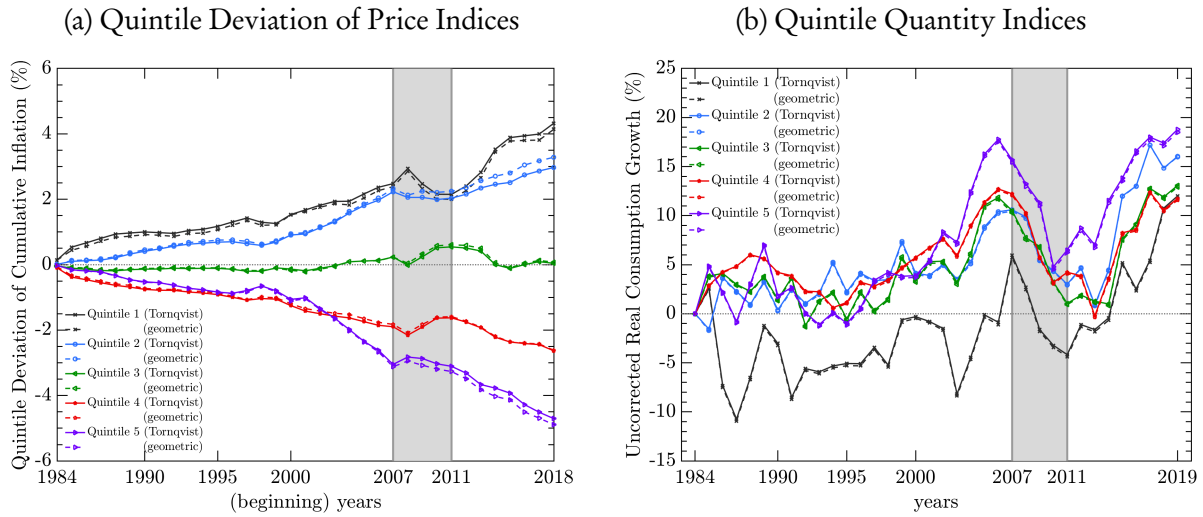 (a) Quintile Deviation of Price Indices
Quintile Deviation of Cumulative Inflation (%)
6
4
2
0
-2
-4
-6
Quintile 1 (Tornqvist)
(geometric)
Quintile 2 (Tornqvist)
(geometric)
Quintile 3 (Tornqvist)
(geometric)
Quintile 4 (Tornqvist)
(geometric)
Quintile 5 (Tornqvist)
(geometric)
1984 1990 1995 2000 2007 2011 2018
(beginning) years
(b) Quintile Quantity Indices
Uncorrected Real Consumption Growth (%)
25
20
15
10
5
0
-5
-10
-15
Quintile 1 (Tornqvist)
(geometric)
Quintile 2 (Tornqvist)
(geometric)
Quintile 3 (Tornqvist)
(geometric)
Quintile 4 (Tornqvist)
(geometric)
Quintile 5 (Tornqvist)
(geometric)
1984 1990 1995 2000 2007 2011 2019
years